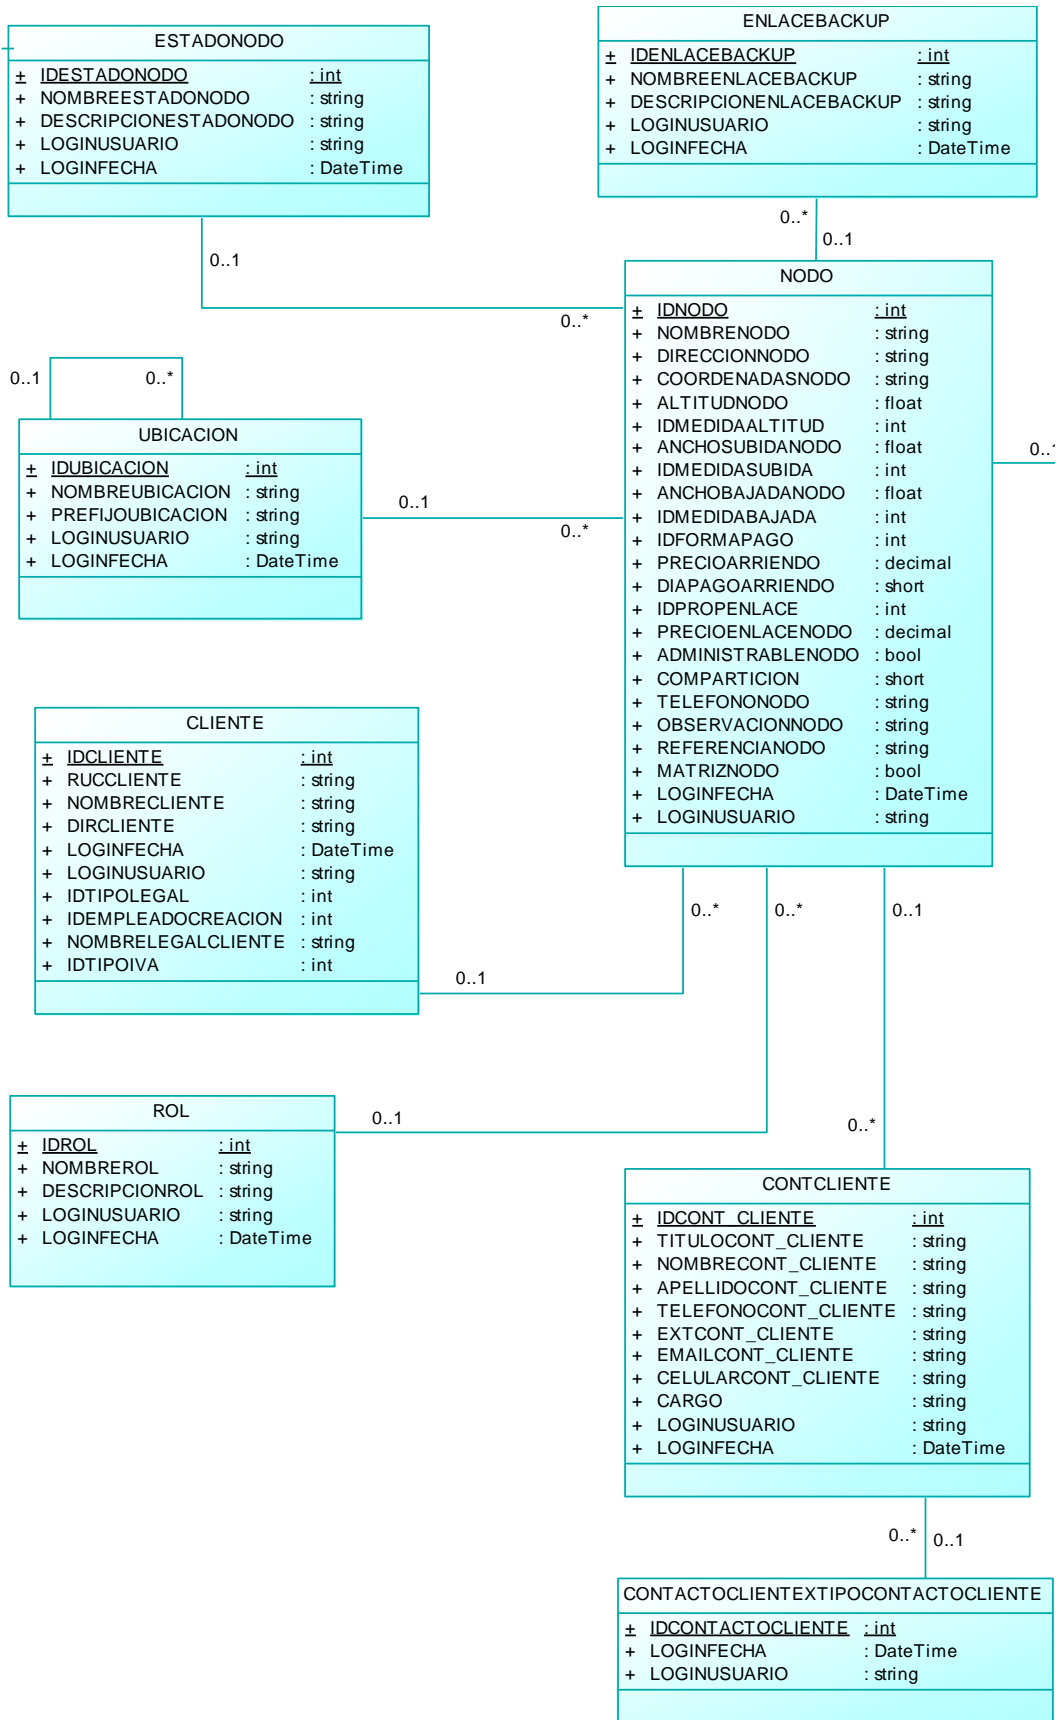 ESTADONODO
+ IDESTADONODO : int
+ NOMBREESTADONODO : string
+ DESCRIPCIONESTADONODO : string
+ LOGINUSUARIO : string
+ LOGINFECHA : DateTime
ENLACEBACKUP
+ IDENLACEBACKUP : int
+ NOMBREENLACEBACKUP : string
+ DESCRIPCIONENLACEBACKUP : string
+ LOGINUSUARIO : string
+ LOGINFECHA : DateTime
0..*
0..1
0..1
0..*
NODO
+ IDNODO : int
+ NOMBRENODO : string
+ DIRECCIONNODO : string
+ COORDENADASNODO : string
+ ALTITUDNODO : float
+ IDMEDIDAALTITUD : int
+ ANCHOSUBIDANODO : float
+ IDMEDIDASUBIDA : int
+ ANCHOBAJADANODO : float
+ IDMEDIDABAJADA : int
+ IDFORMAPAGO : int
+ PRECIOARRIENDO : decimal
+ DIAPAGOARRIENDO : short
+ IDPROPENLACE : int
+ PRECIOENLACENODO : decimal
+ ADMINISTRABLENODO : bool
+ COMPARTICION : short
+ TELEFONONODO : string
+ OBSERVACIONNODO : string
+ REFERENCIANODO : string
+ MATRIZNODO : bool
+ LOGINFECHA : DateTime
+ LOGINUSUARIO : string
0..1
0..1
0..*
UBICACION
+ IDUBICACION : int
+ NOMBREUBICACION : string
+ PREFIJOUBICACION : string
+ LOGINUSUARIO : string
+ LOGINFECHA : DateTime
0..1
0..*
CLIENTE
+ IDCLIENTE : int
+ RUCCLIENTE : string
+ NOMBRECLIENTE : string
+ DIRCLIENTE : string
+ LOGINFECHA : DateTime
+ LOGINUSUARIO : string
+ IDTIPOLEGAL : int
+ IDEMPLEADOCREACION : int
+ NOMBRELEGALCLIENTE : string
+ IDTIPOIVA : int
0..*
0..*
0..1
0..1
ROL
+ IDROL : int
+ NOMBREROL : string
+ DESCRIPCIONROL : string
+ LOGINUSUARIO : string
+ LOGINFECHA : DateTime
0..1
0..*
CONTCLIENTE
+ IDCONT_CLIENTE : int
+ TITULOCONT_CLIENTE : string
+ NOMBRECONT_CLIENTE : string
+ APELLIDOCONT_CLIENTE : string
+ TELEFONOCONT_CLIENTE : string
+ EXTCONT_CLIENTE : string
+ EMAILCONT_CLIENTE : string
+ CELULARCONT_CLIENTE : string
+ CARGO : string
+ LOGINUSUARIO : string
+ LOGINFECHA : DateTime
0..*
0..1
CONTACTOCLIENTEXTIPOCONTACTOCLIENTE
+ IDCONTACTOCLIENTE : int
+ LOGINFECHA : DateTime
+ LOGINUSUARIO : string